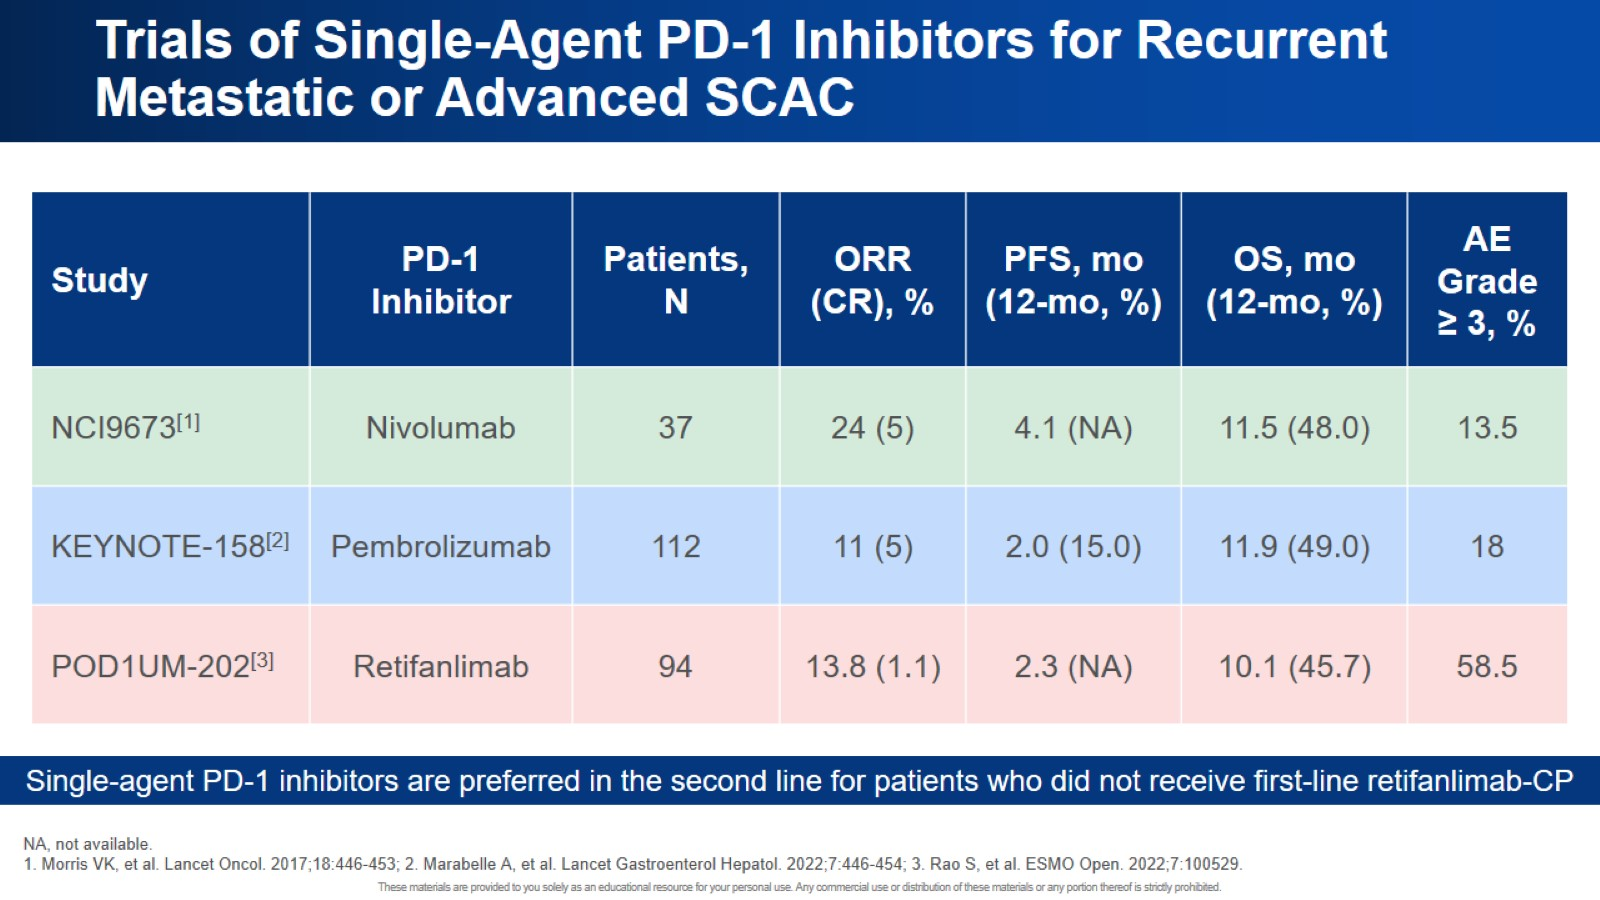 Trials of Single-Agent PD-1 Inhibitors for Recurrent
Metastatic or Advanced SCAC
Study
PD-1
Inhibitor
Patients,
N
ORR
(CR), %
PFS, mo
(12-mo, %)
OS, mo
(12-mo, %)
AE
Grade
≥ 3, %
NCI9673[1] Nivolumab 37 24 (5) 4.1 (NA) 11.5 (48.0) 13.5
KEYNOTE-158[2] Pembrolizumab 112 11 (5) 2.0 (15.0) 11.9 (49.0) 18
POD1UM-202[3] Retifanlimab 94 13.8 (1.1) 2.3 (NA) 10.1 (45.7) 58.5
Single-agent PD-1 inhibitors are preferred in the second line for patients who did not receive first-line retifanlimab-CP
NA, not available.
1. Morris VK, et al. Lancet Oncol. 2017;18:446-453; 2. Marabelle A, et al. Lancet Gastroenterol Hepatol. 2022;7:446-454; 3. Rao S, et al. ESMO Open. 2022;7:100529.
These materials are provided to you solely as an educational resource for your personal use. Any commercial use or distribution of these materials or any portion thereof is strictly prohibited.